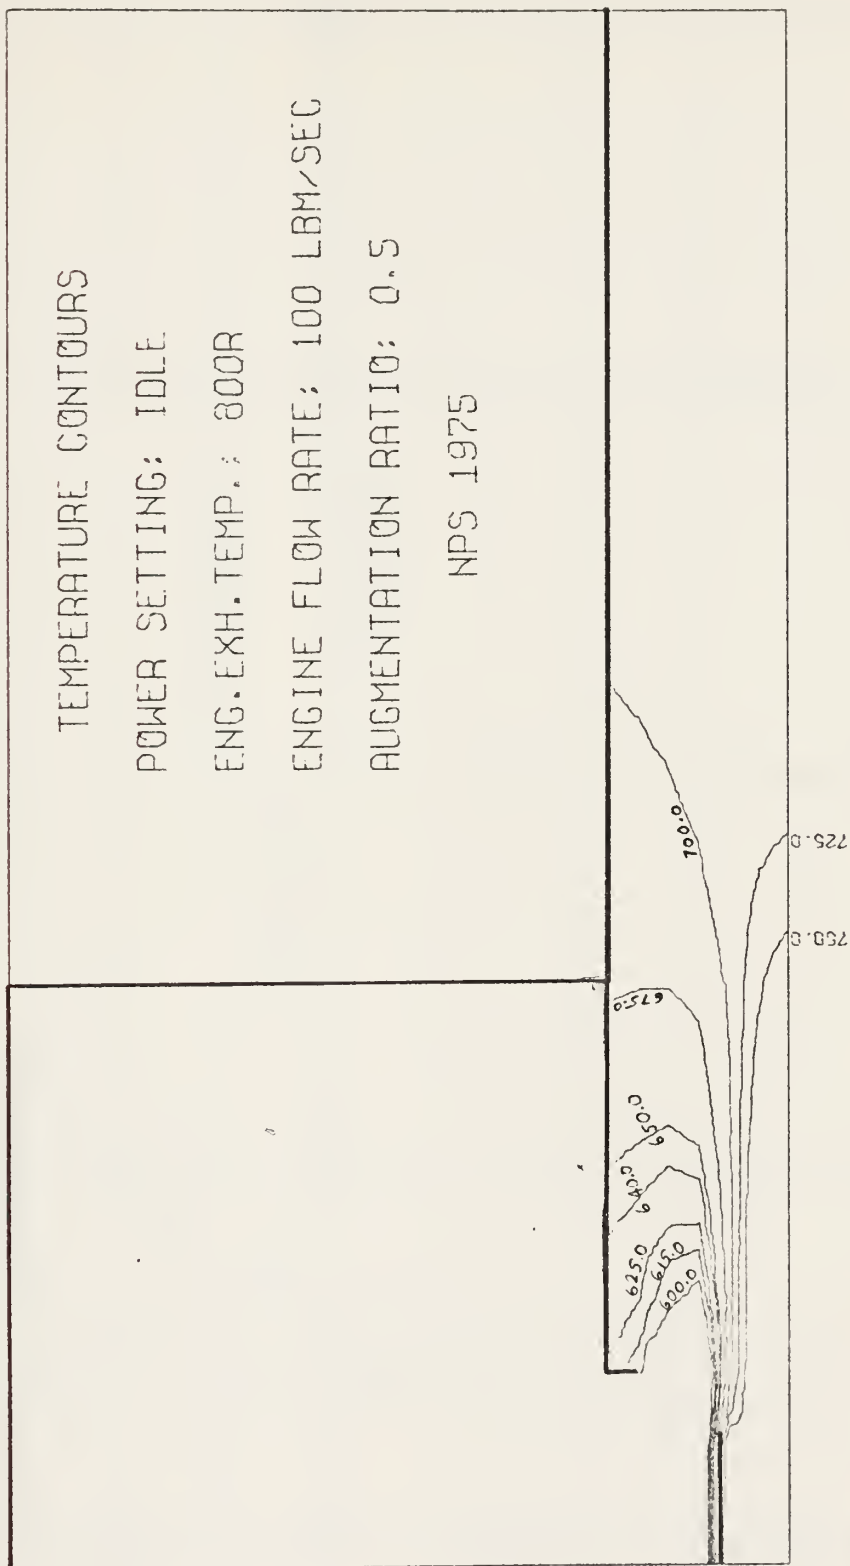 TEMPERATURE CONTOURS
POWER SETTING: IDLE
ENG.EXH.TEMP.: 800R
ENGINE FLOW RATE: 100 LBM/SEC
AUGMENTATION RATIO: 0.5
NPS 1975
700.0
725.0
750.0
675.0
650.0
640.0
625.0
615.0
600.0